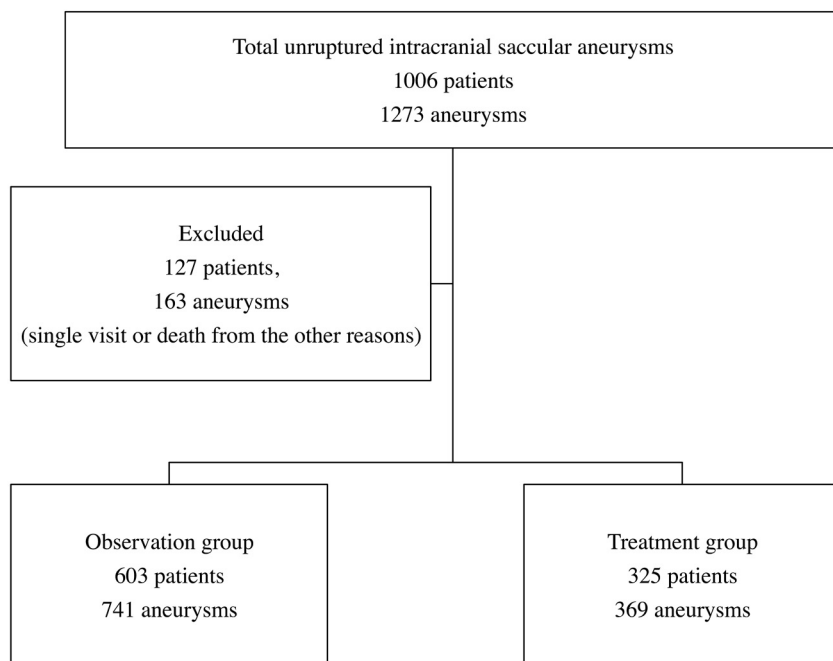 Total unruptured intracranial saccular aneurysms
1006 patients
1273 aneurysms
Excluded
127 patients,
163 aneurysms
(single visit or death from the other reasons)
Observation group
603 patients
741 aneurysms
Treatment group
325 patients
369 aneurysms